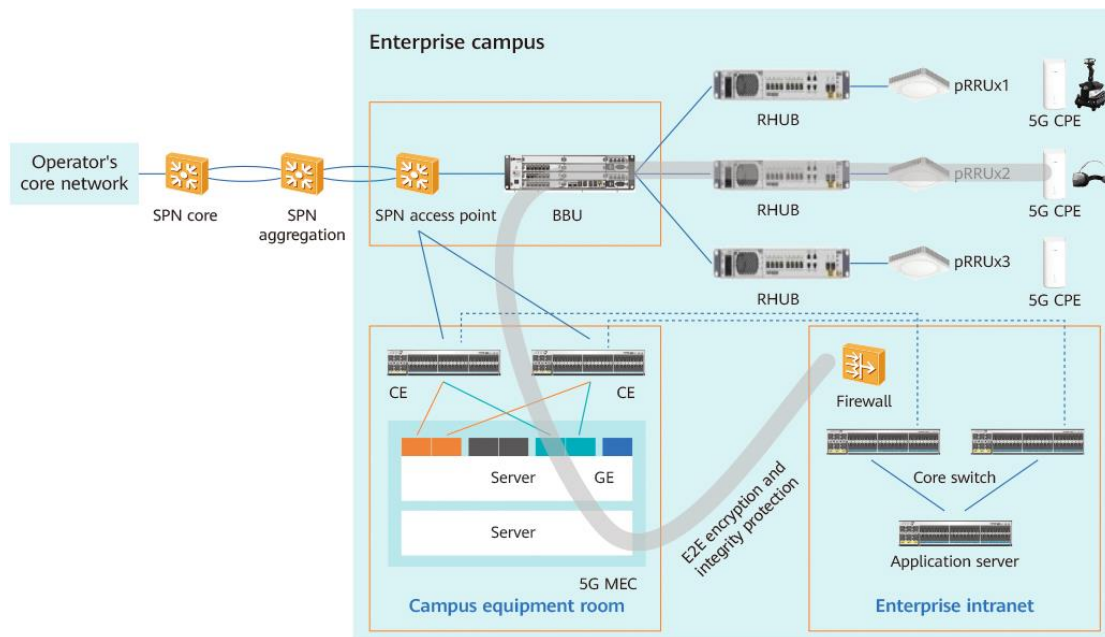 Enterprise campus
Operator's
core network
SPN core
SPN
aggregation
SPN access point
BBU
RHUB
pRRUx1
5G CPE
RHUB
pRRUx2
5G CPE
RHUB
pRRUx3
5G CPE
CE
CE
Server
GE
Server
5G MEC
Campus equipment room
E2E encryption and
integrity protection
Firewall
Core switch
Application server
Enterprise intranet